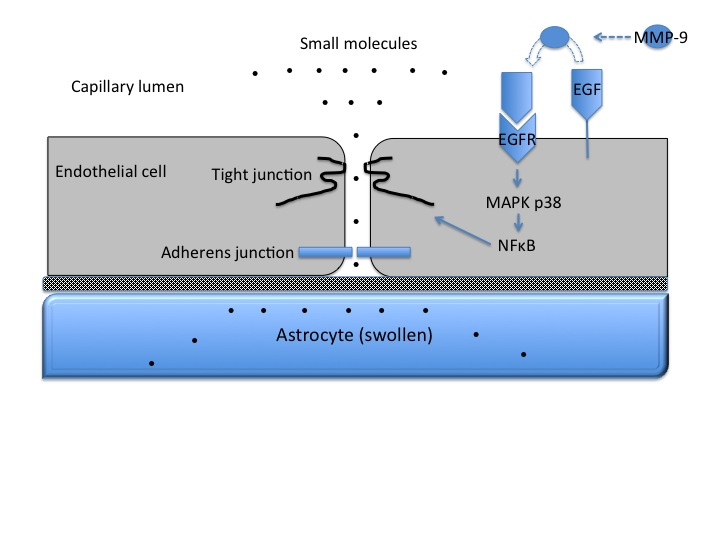 Small molecules
MMP-9
Capillary lumen
EGF
EGFR
Endothelial cell
Tight junction
MAPK p38
NFκB
Adherens junction
Astrocyte (swollen)